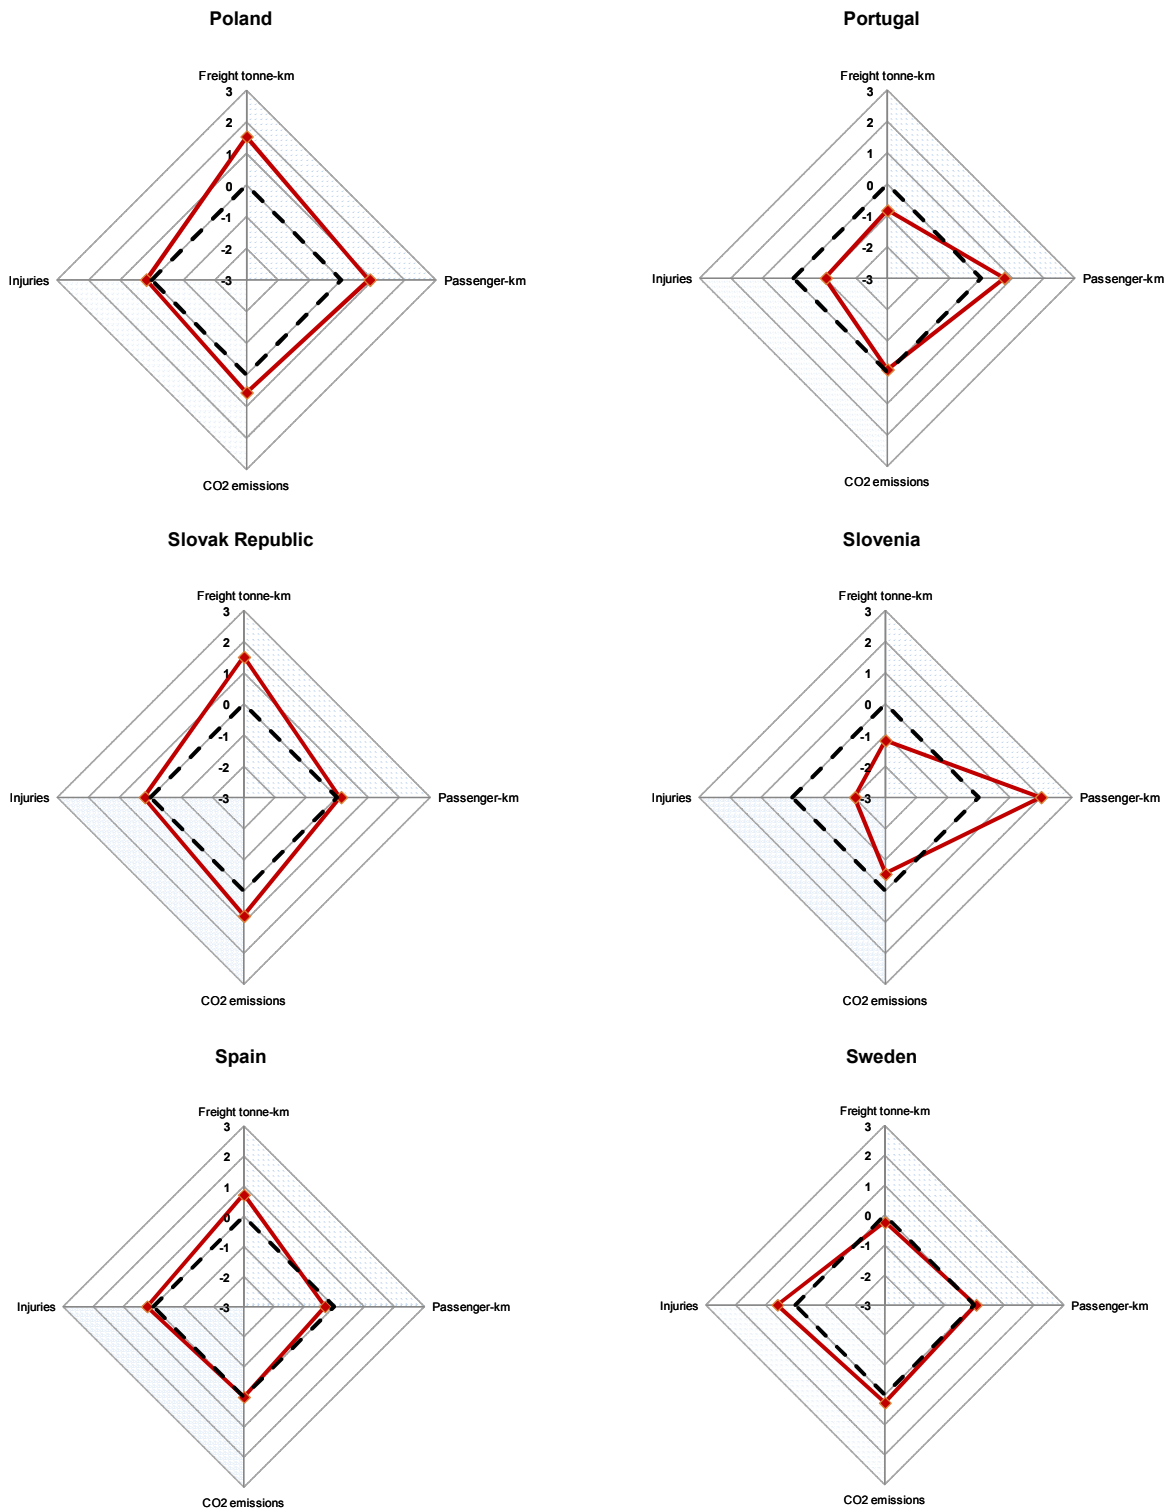 Poland
Freight tonne-km
3
2
1
0
-1
-2
-3
Injuries
Passenger-km
CO2 emissions
Portugal
Freight tonne-km
3
2
1
0
-1
-2
-3
Injuries
Passenger-km
CO2 emissions
Slovak Republic
Freight tonne-km
3
2
1
0
-1
-2
-3
Injuries
Passenger-km
CO2 emissions
Slovenia
Freight tonne-km
3
2
1
0
-1
-2
-3
Injuries
Passenger-km
CO2 emissions
Spain
Freight tonne-km
3
2
1
0
-1
-2
-3
Injuries
Passenger-km
CO2 emissions
Sweden
Freight tonne-km
3
2
1
0
-1
-2
-3
Injuries
Passenger-km
CO2 emissions